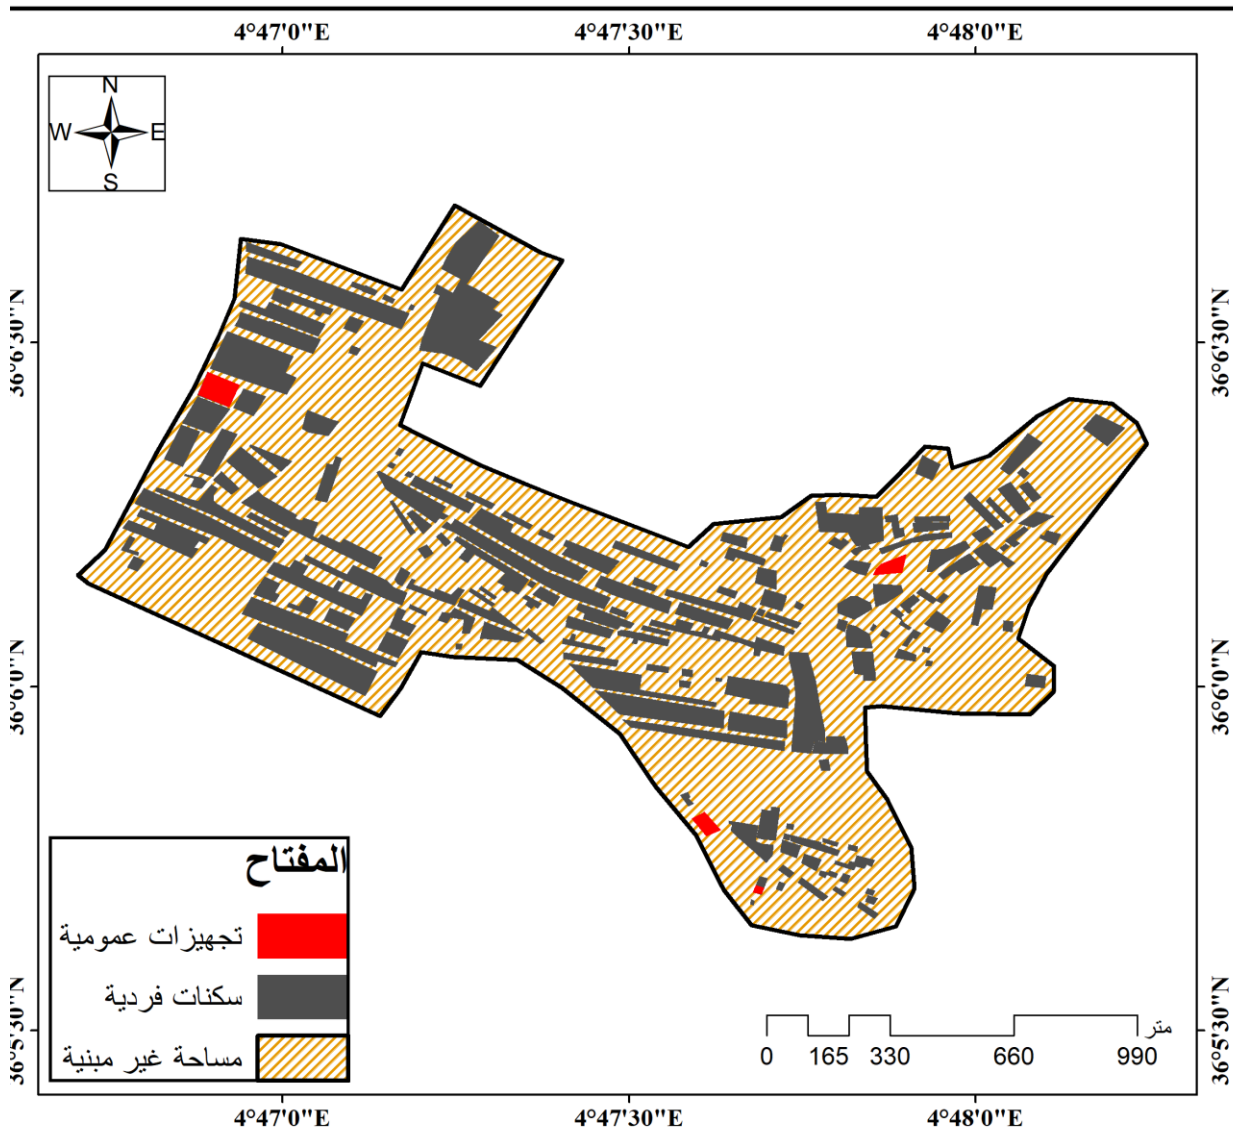 4°47'0"E 4°47'30"E 4°48'0"E
N
W E
S
36°6'30"N 36°6'30"N
36°6'0"N 36°6'0"N
المفتاح
تجهيزات عمومية
سكنات فردية
مساحة غير مبنية
متر
0 165 330 660 990
36°5'30"N 36°5'30"N
4°47'0"E 4°47'30"E 4°48'0"E